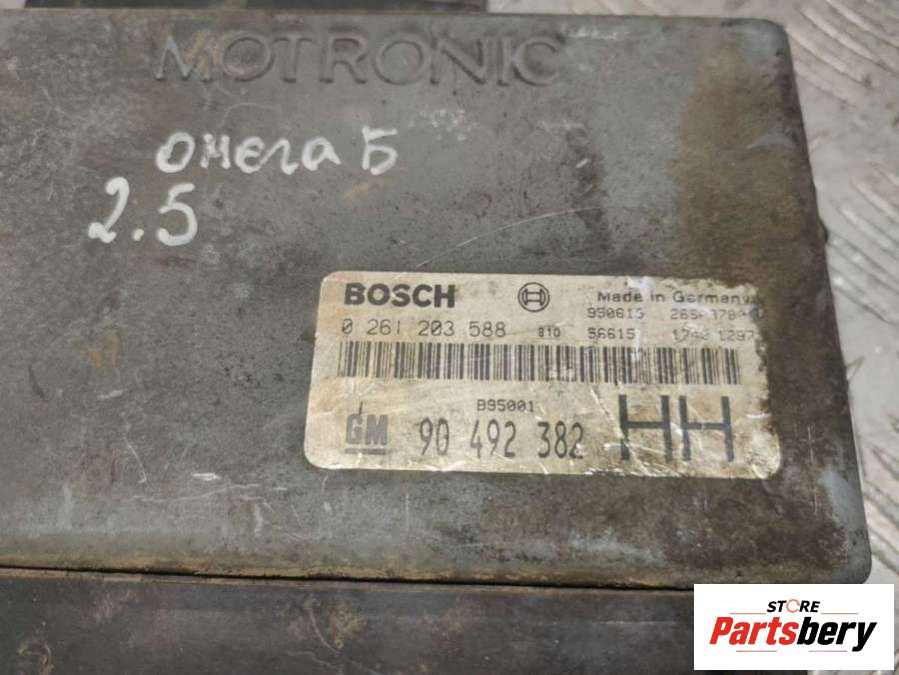 MOTRONIC
Омега Б
2.5
BOSCH Made in Germany
0 261 203 588 810
B95001
GM 90 492 382 HH
STORE
Partsbery